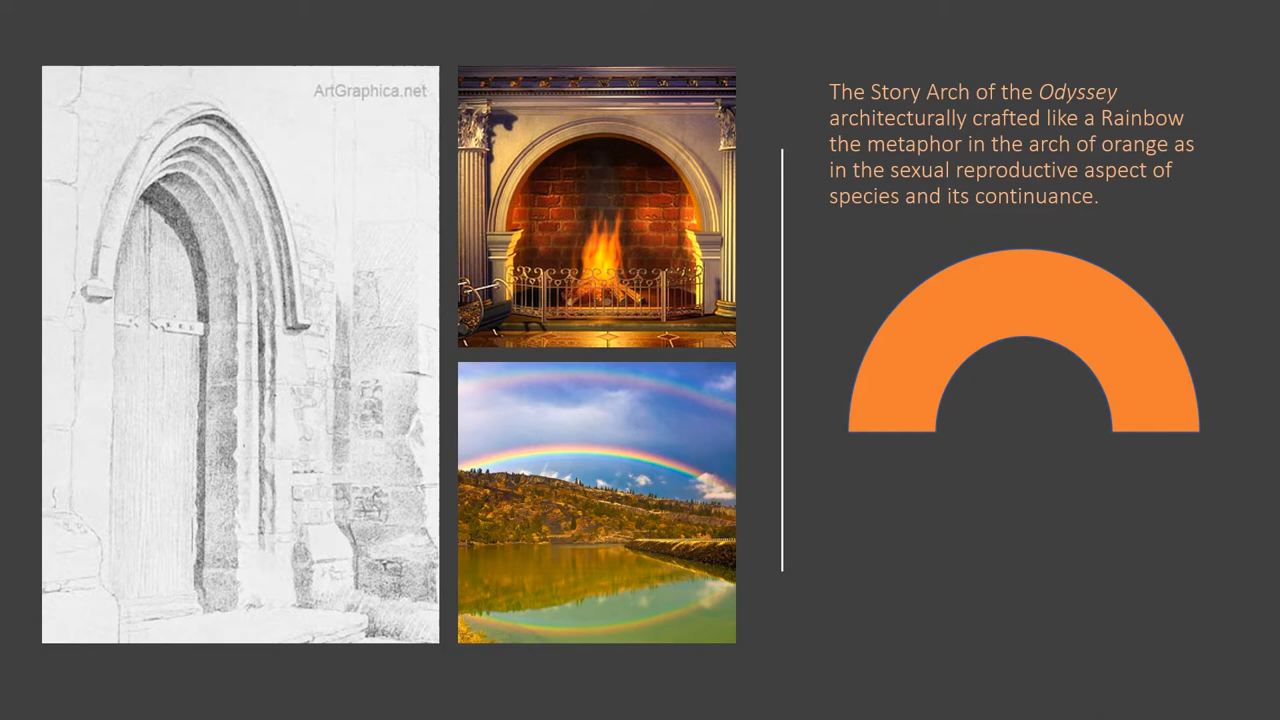 ArtGraphica.net
The Story Arch of the Odyssey
architecturally crafted like a Rainbow
the metaphor in the arch of orange as
in the sexual reproductive aspect of
species and its continuance.